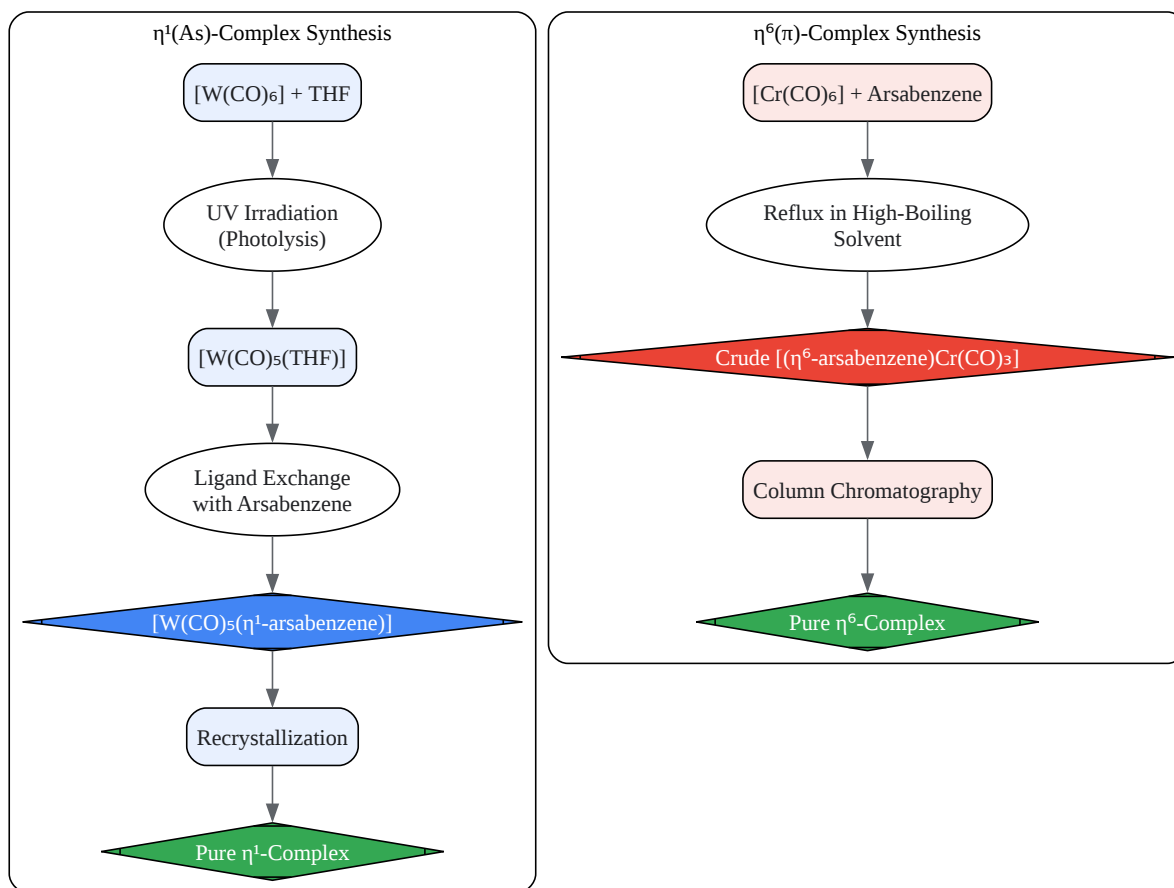 η¹(As)-Complex Synthesis
[W(CO)₆] + THF
UV Irradiation
(Photolysis)
[W(CO)₅(THF)]
Ligand Exchange
with Arsabenzene
[W(CO)₅(η¹-arsabenzene)]
Recrystallization
Pure η¹-Complex
η⁶(π)-Complex Synthesis
[Cr(CO)₆] + Arsabenzene
Reflux in High-Boiling
Solvent
Crude [(η⁶-arsabenzene)Cr(CO)₃]
Column Chromatography
Pure η⁶-Complex